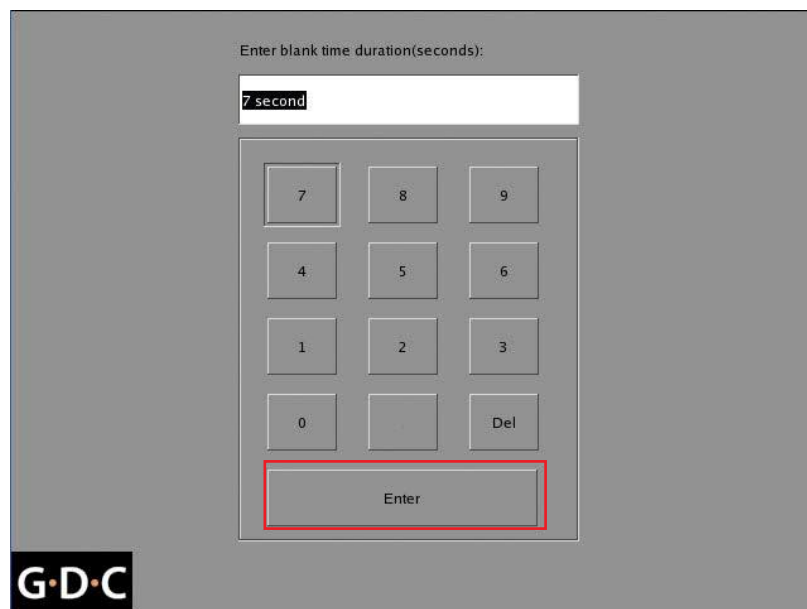 Enter blank time duration(seconds):
7 second
7 8 9
4 5 6
1 2 3
0 . Del
Enter
G·D·C